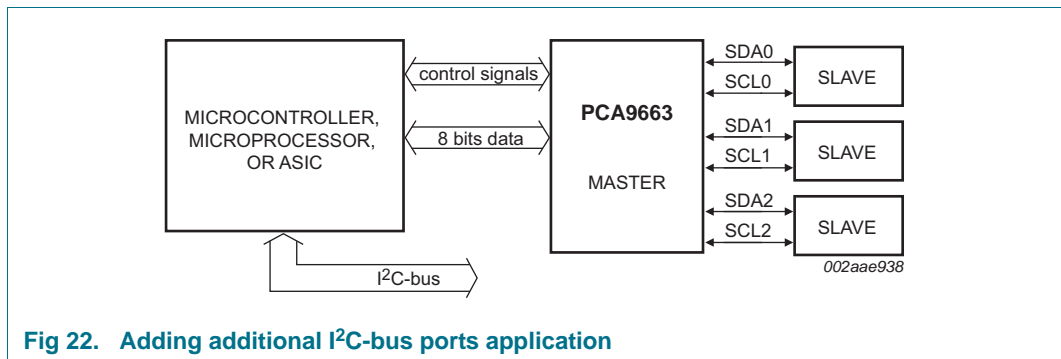 MICROCONTROLLER,
MICROPROCESSOR,
OR ASIC
control signals
8 bits data
PCA9663
MASTER
SDA0
SCL0
SLAVE
SDA1
SCL1
SLAVE
SDA2
SCL2
SLAVE
002aae938
I2C-bus
Fig 22. Adding additional I2C-bus ports application